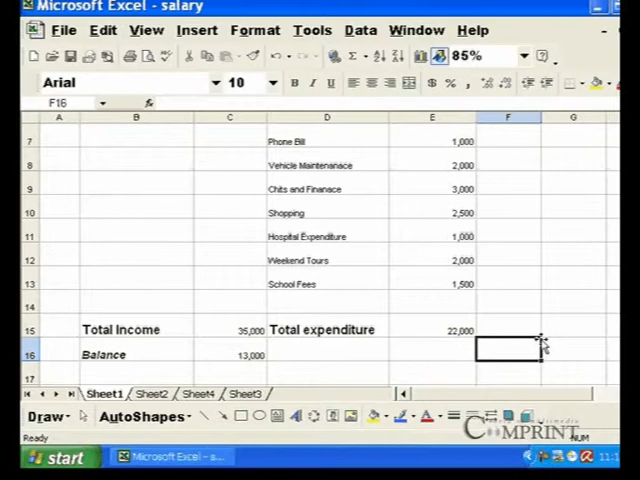 Microsoft Excel - salary
File Edit View Insert Format Tools Data Window Help
85%
Arial 10 B I U
F16 fx
A B C D E F G
7 Phone Bill 1,000
8 Vehicle Maintenanace 2,000
9 Chits and Finanace 3,000
10 Shopping 2,500
11 Hospital Expenditure 1,000
12 Weekend Tours 2,000
13 School Fees 1,500
14
15 Total Income 35,000 Total expenditure 22,000
16 Balance 13,000
17
Sheet1 Sheet2 Sheet4 Sheet3
Draw AutoShapes
COMPRINT
Ready NUM
start Microsoft Excel - salary 11:1